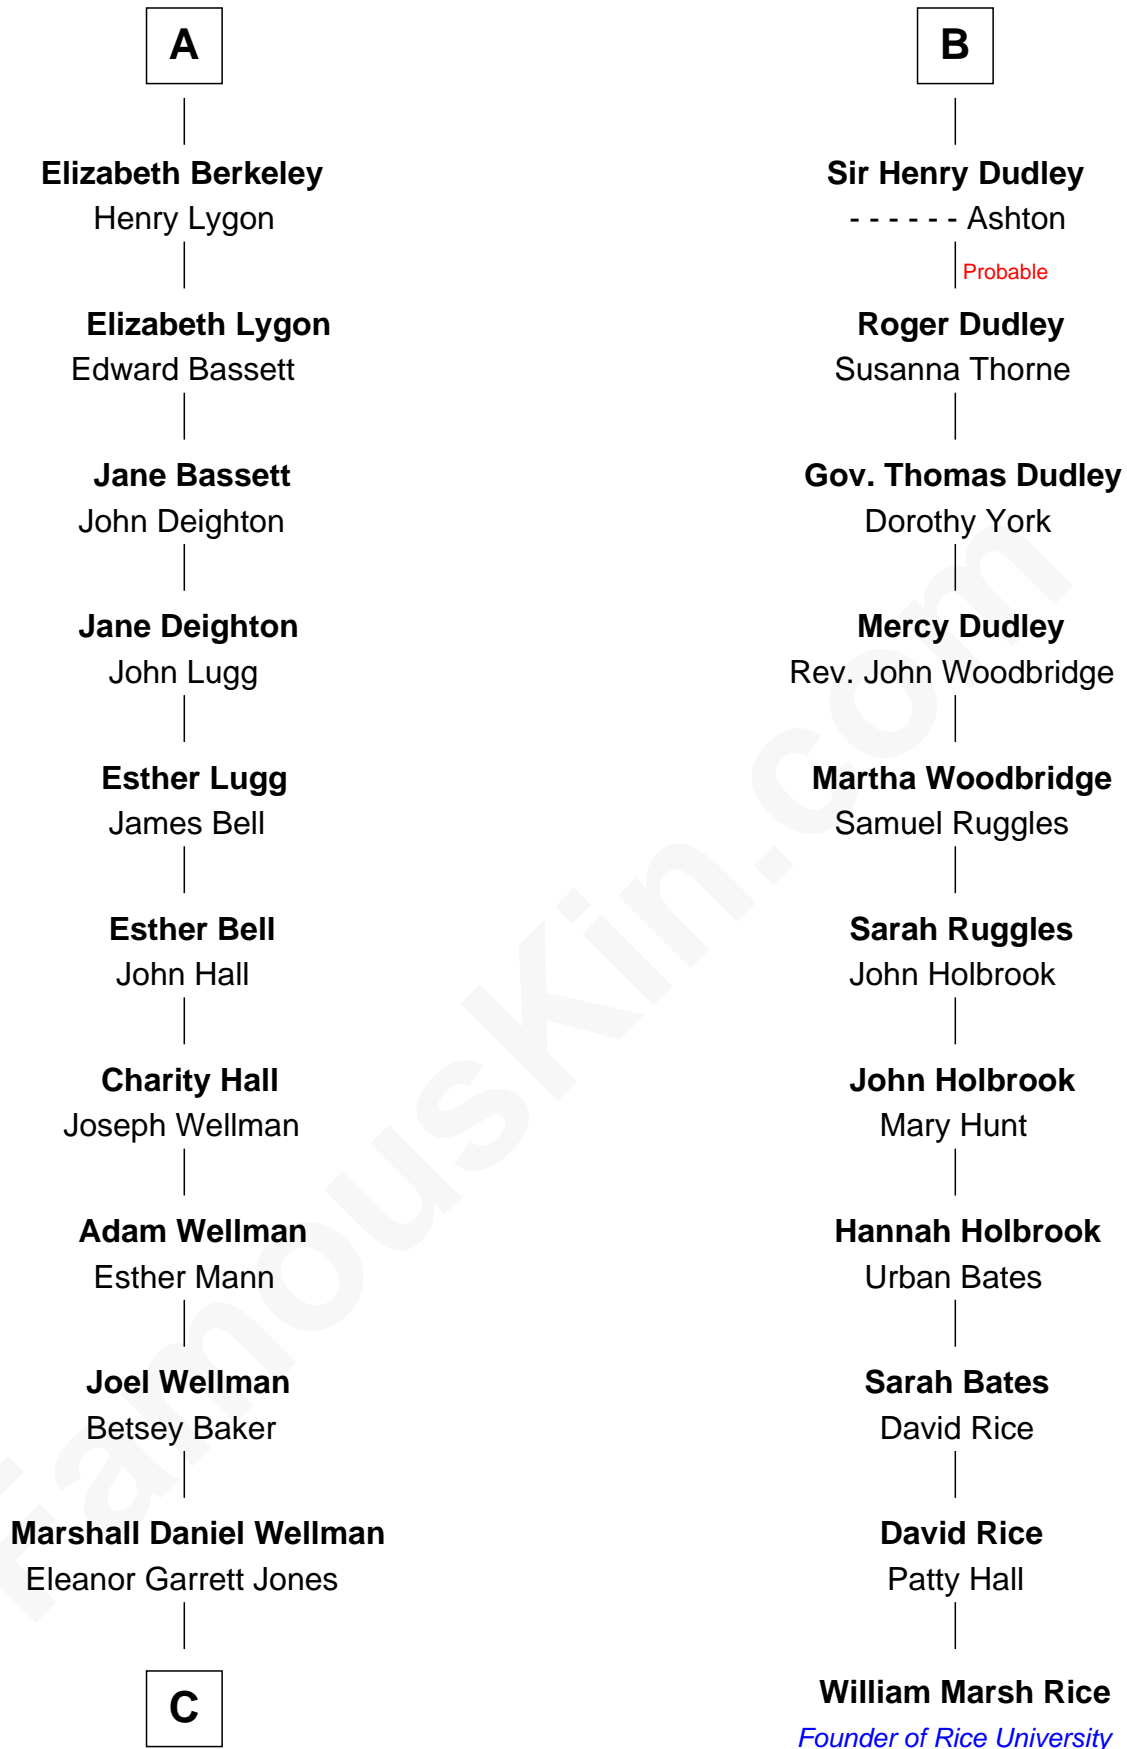 A
Elizabeth Berkeley
Henry Lygon
Elizabeth Lygon
Edward Bassett
Jane Bassett
John Deighton
Jane Deighton
John Lugg
Esther Lugg
James Bell
Esther Bell
John Hall
Charity Hall
Joseph Wellman
Adam Wellman
Esther Mann
Joel Wellman
Betsey Baker
Marshall Daniel Wellman
Eleanor Garrett Jones
C
B
Sir Henry Dudley
- - - - - - Ashton
Probable
Roger Dudley
Susanna Thorne
Gov. Thomas Dudley
Dorothy York
Mercy Dudley
Rev. John Woodbridge
Martha Woodbridge
Samuel Ruggles
Sarah Ruggles
John Holbrook
John Holbrook
Mary Hunt
Hannah Holbrook
Urban Bates
Sarah Bates
David Rice
David Rice
Patty Hall
William Marsh Rice
Founder of Rice University
FamousKin.com